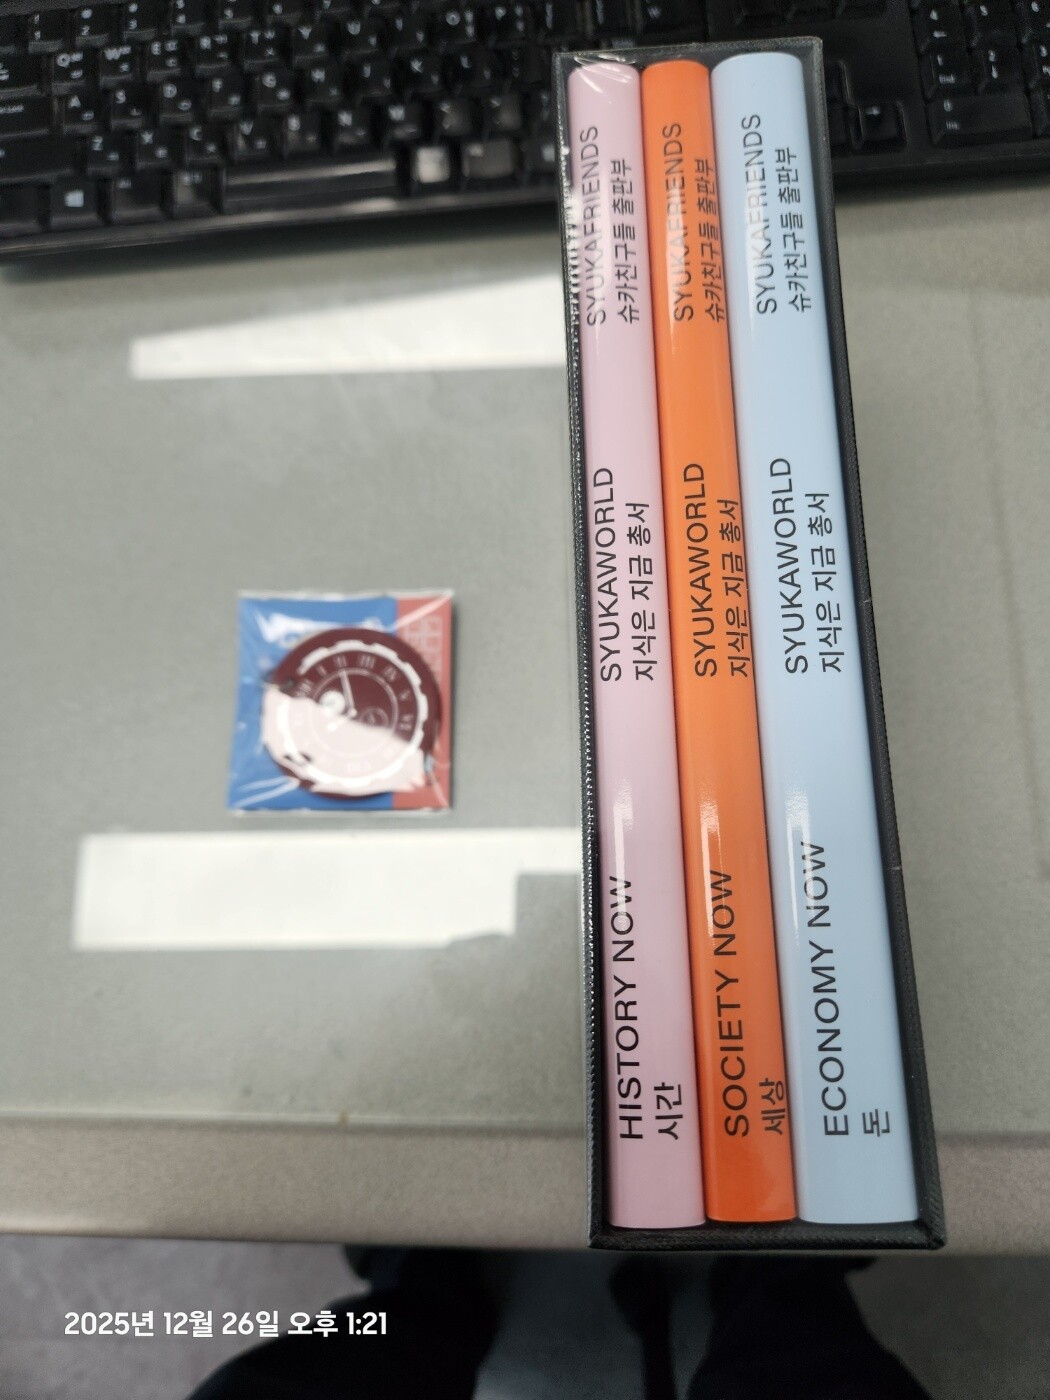 HISTORY NOW
시간
SYUKAWORLD
지식은 지금 총서
SYUKAFRIENDS
슈카친구들 출판부
SOCIETY NOW
세상
SYUKAWORLD
지식은 지금 총서
SYUKAFRIENDS
슈카친구들 출판부
ECONOMY NOW
돈
SYUKAWORLD
지식은 지금 총서
SYUKAFRIENDS
슈카친구들 출판부
2025년 12월 26일 오후 1:21